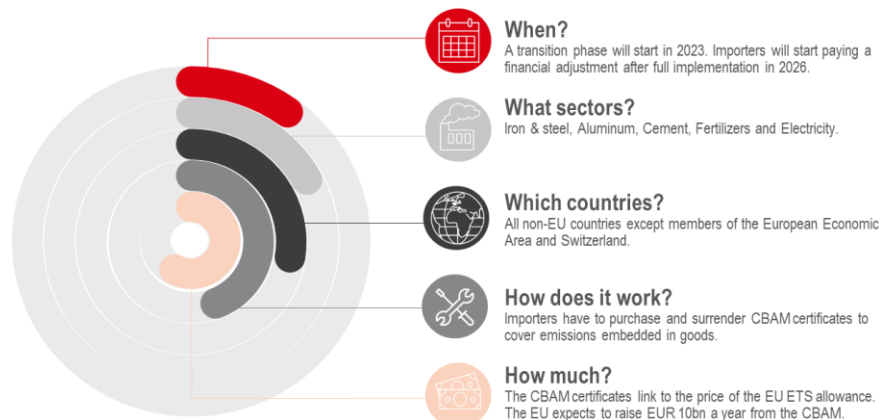 When?
A transition phase will start in 2023. Importers will start paying a
financial adjustment after full implementation in 2026.
What sectors?
Iron & steel, Aluminum, Cement, Fertilizers and Electricity.
Which countries?
All non-EU countries except members of the European Economic
Area and Switzerland.
How does it work?
Importers have to purchase and surrender CBAM certificates to
cover emissions embedded in goods.
How much?
The CBAM certificates link to the price of the EU ETS allowance.
The EU expects to raise EUR 10bn a year from the CBAM.